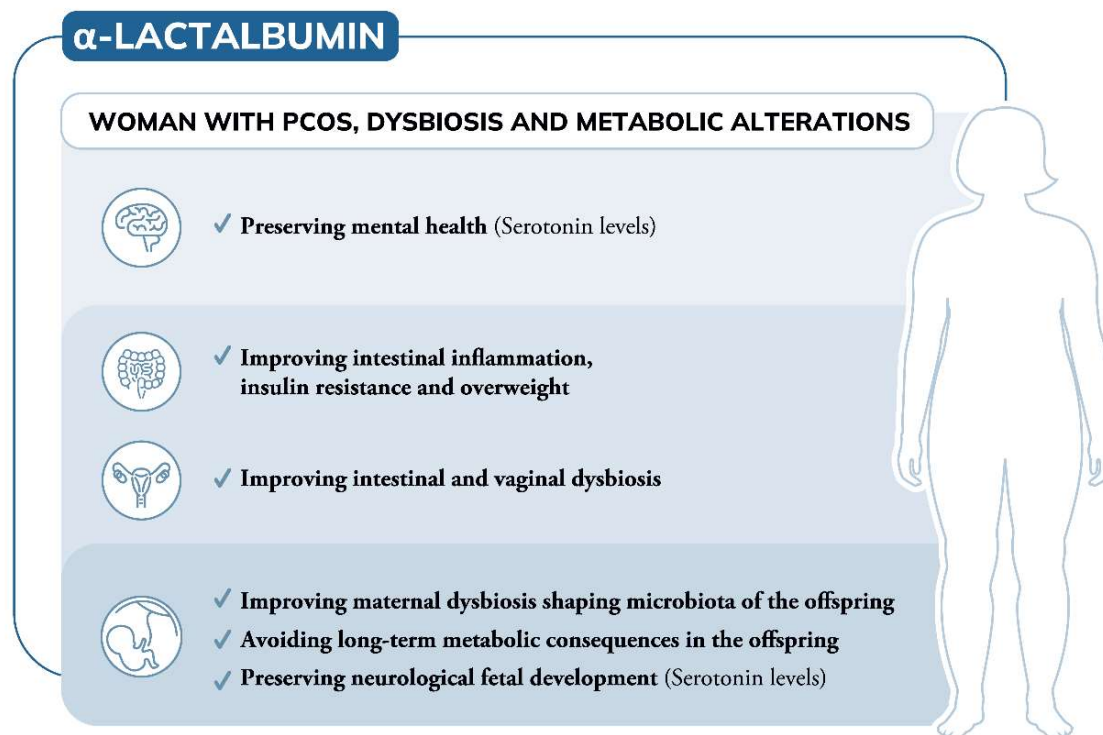 α-LACTALBUMIN
WOMAN WITH PCOS, DYSBIOSIS AND METABOLIC ALTERATIONS
✓ Preserving mental health (Serotonin levels)
✓ Improving intestinal inflammation,
insulin resistance and overweight
✓ Improving intestinal and vaginal dysbiosis
✓ Improving maternal dysbiosis shaping microbiota of the offspring
✓ Avoiding long-term metabolic consequences in the offspring
✓ Preserving neurological fetal development (Serotonin levels)